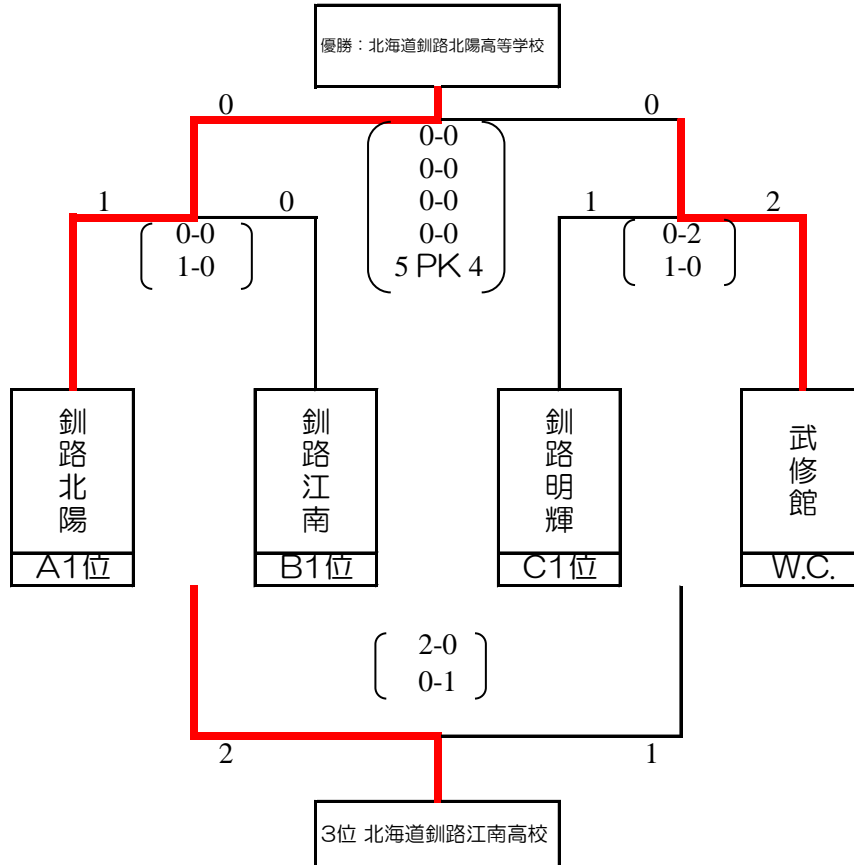 優勝：北海道釧路北陽高等学校
0
0
0-0
0-0
0-0
0-0
5 PK 4
1
0
0-0
1-0
1
2
0-2
1-0
釧路北陽
A1位
釧路江南
B1位
釧路明輝
C1位
武修館
W.C.
2-0
0-1
2
1
3位 北海道釧路江南高校